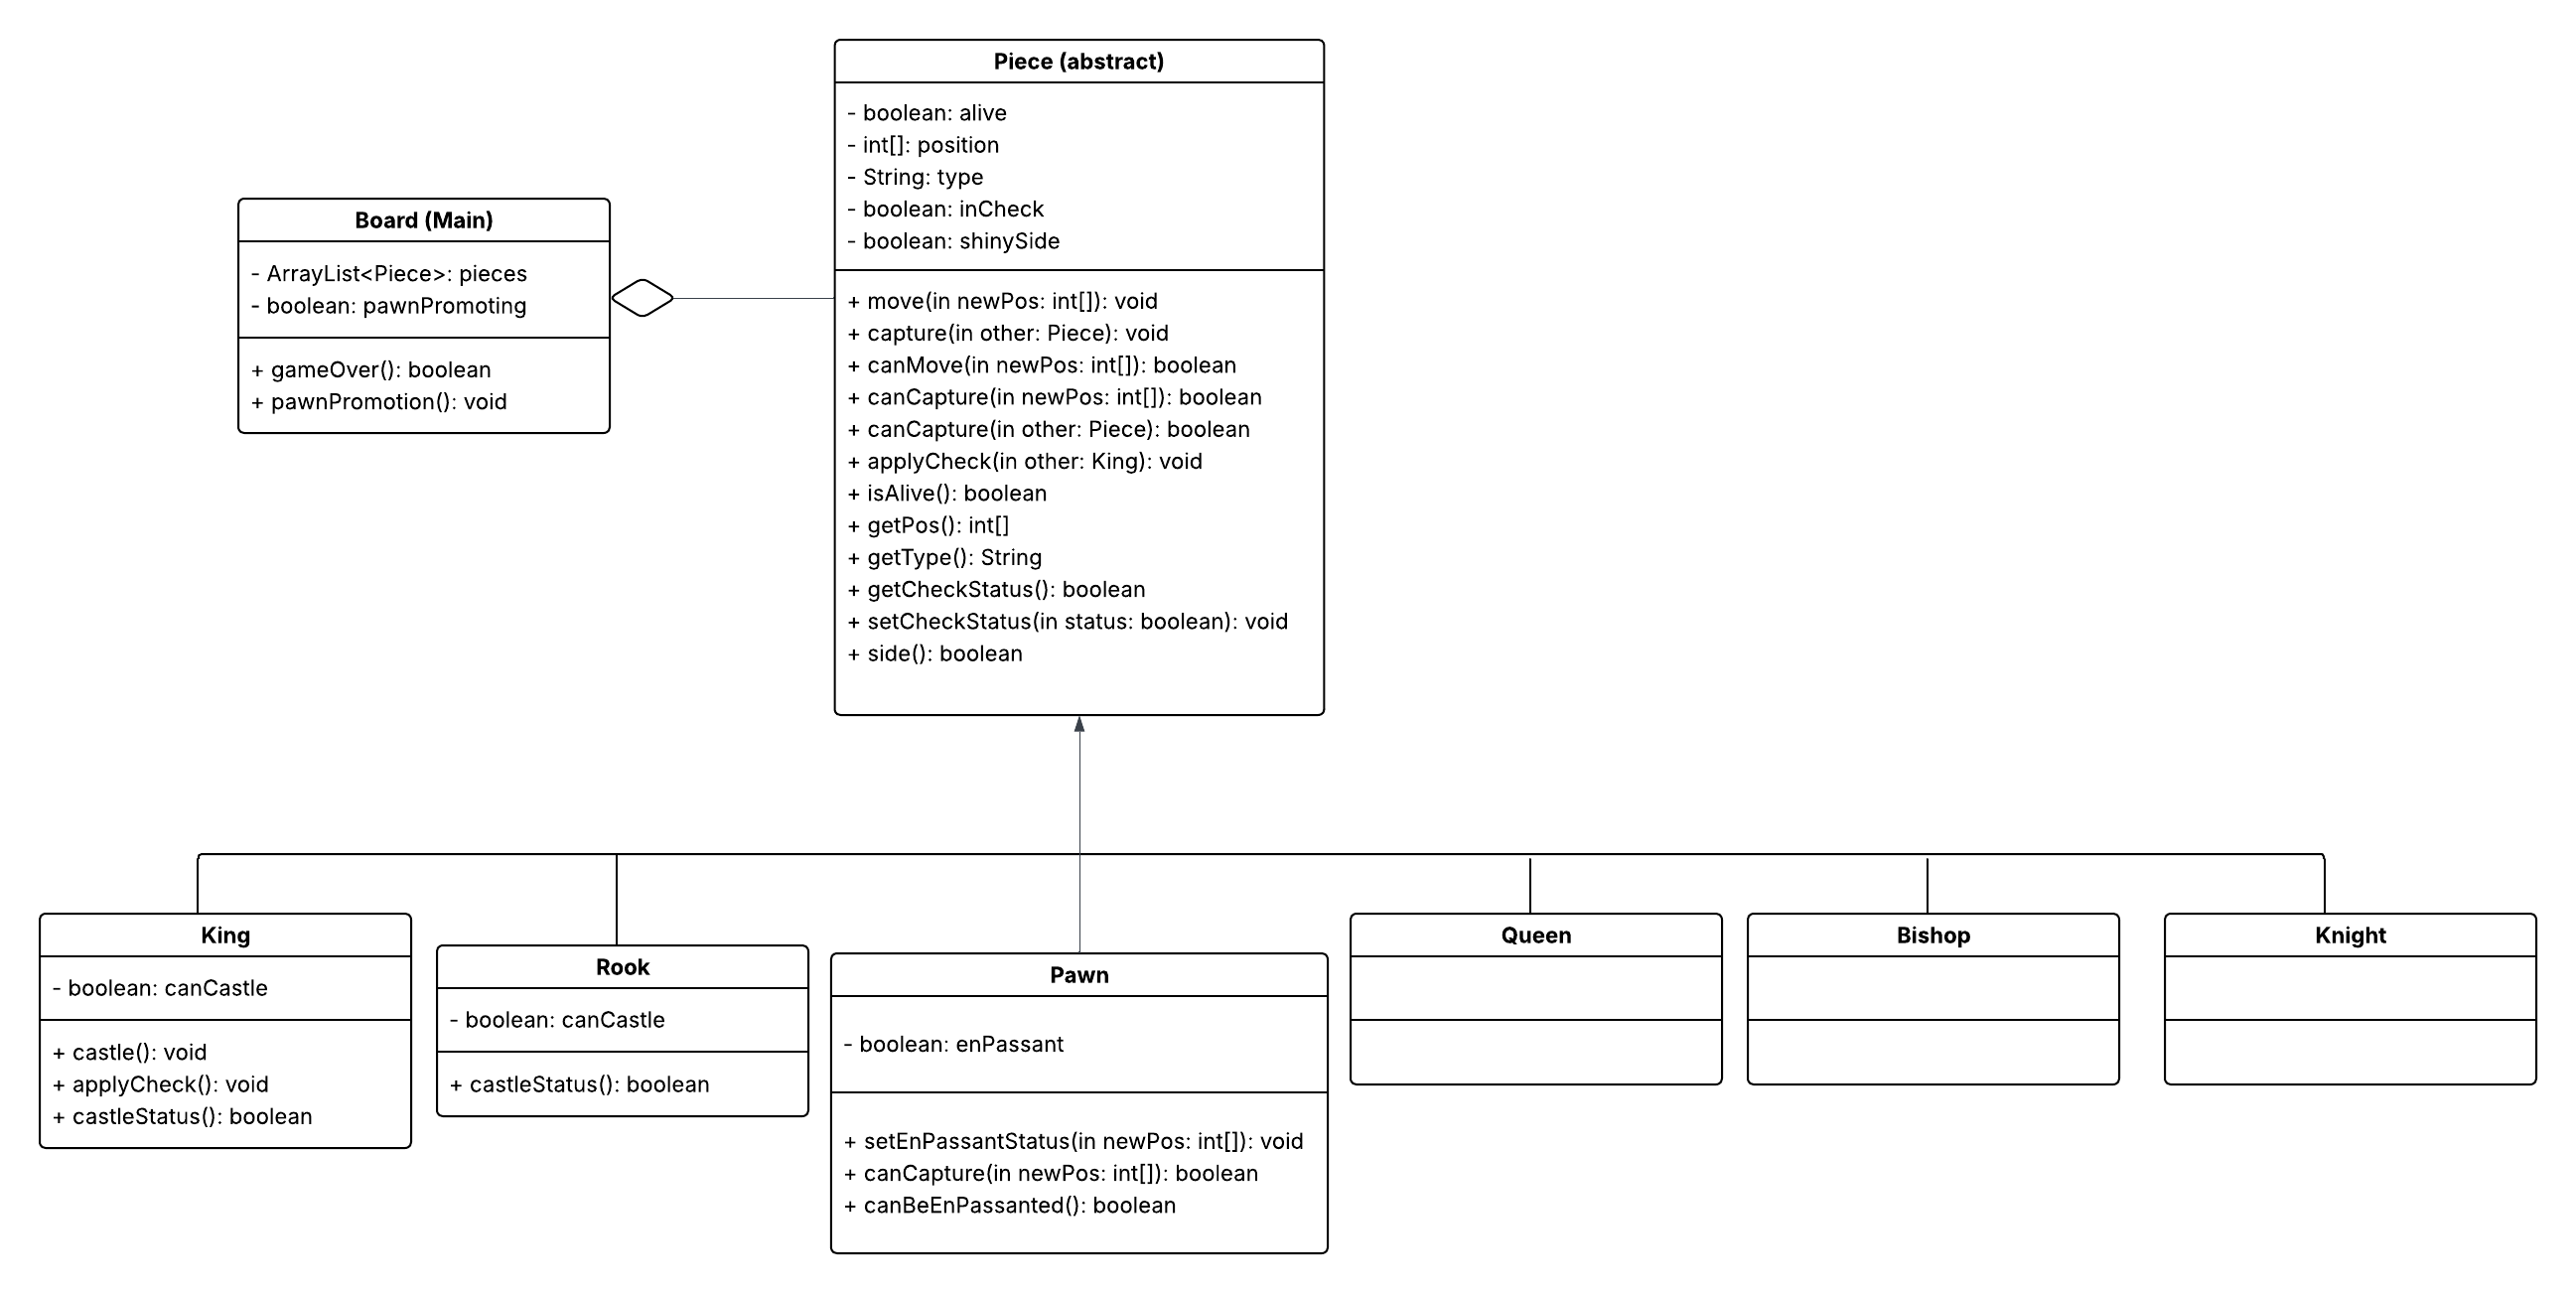 Piece (abstract)
- boolean: alive
- int[]: position
- String: type
- boolean: inCheck
- boolean: shinySide
+ move(in newPos: int[]): void
+ capture(in other: Piece): void
+ canMove(in newPos: int[]): boolean
+ canCapture(in newPos: int[]): boolean
+ canCapture(in other: Piece): boolean
+ applyCheck(in other: King): void
+ isAlive(): boolean
+ getPos(): int[]
+ getType(): String
+ getCheckStatus(): boolean
+ setCheckStatus(in status: boolean): void
+ side(): boolean
Board (Main)
- ArrayList<Piece>: pieces
- boolean: pawnPromoting
+ gameOver(): boolean
+ pawnPromotion(): void
King
- boolean: canCastle
+ castle(): void
+ applyCheck(): void
+ castleStatus(): boolean
Rook
- boolean: canCastle
+ castleStatus(): boolean
Pawn
- boolean: enPassant
+ setEnPassantStatus(in newPos: int[]): void
+ canCapture(in newPos: int[]): boolean
+ canBeEnPassanted(): boolean
Queen
Bishop
Knight